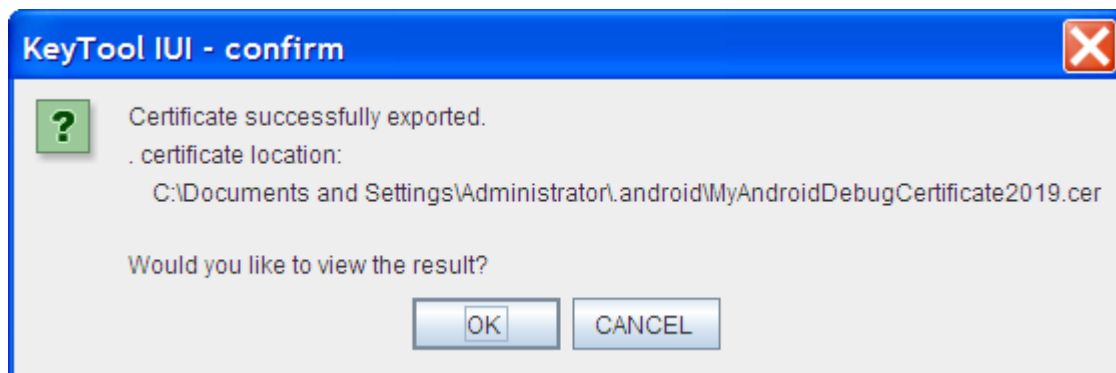 KeyTool IUI - confirm
Certificate successfully exported.
. certificate location:
C:\Documents and Settings\Administrator\.android\MyAndroidDebugCertificate2019.cer
Would you like to view the result?
OK
CANCEL